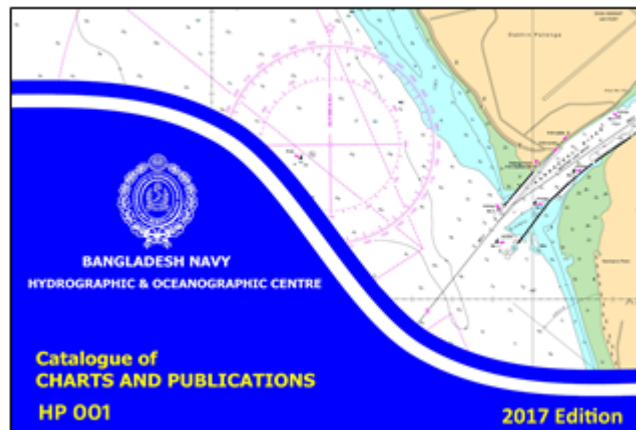 BANGLADESH NAVY
HYDROGRAPHIC & OCEANOGRAPHIC CENTRE
Catalogue of
CHARTS AND PUBLICATIONS
HP 001
2017 Edition